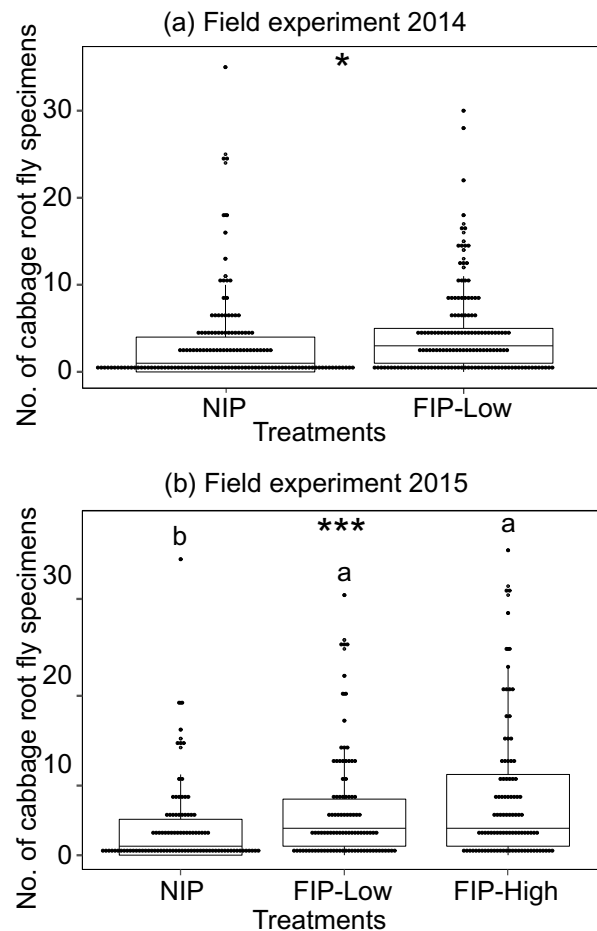 (a) Field experiment 2014
No. of cabbage root fly specimens
30
20
10
0
*
NIP FIP-Low
Treatments
(b) Field experiment 2015
No. of cabbage root fly specimens
30
20
10
0
b *** a
a
NIP FIP-Low FIP-High
Treatments